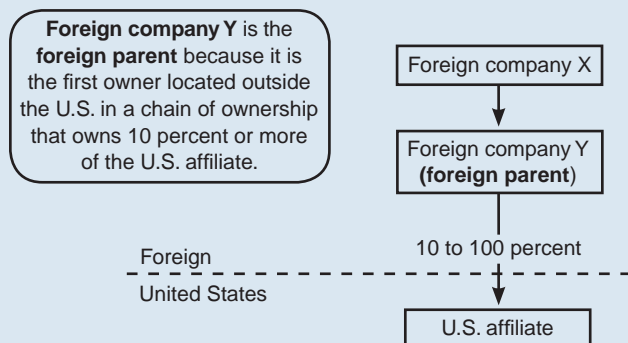 Foreign company Y is the
foreign parent because it is
the first owner located outside
the U.S. in a chain of ownership
that owns 10 percent or more
of the U.S. affiliate.
Foreign company X
Foreign company Y
(foreign parent)
10 to 100 percent
Foreign
United States
U.S. affiliate